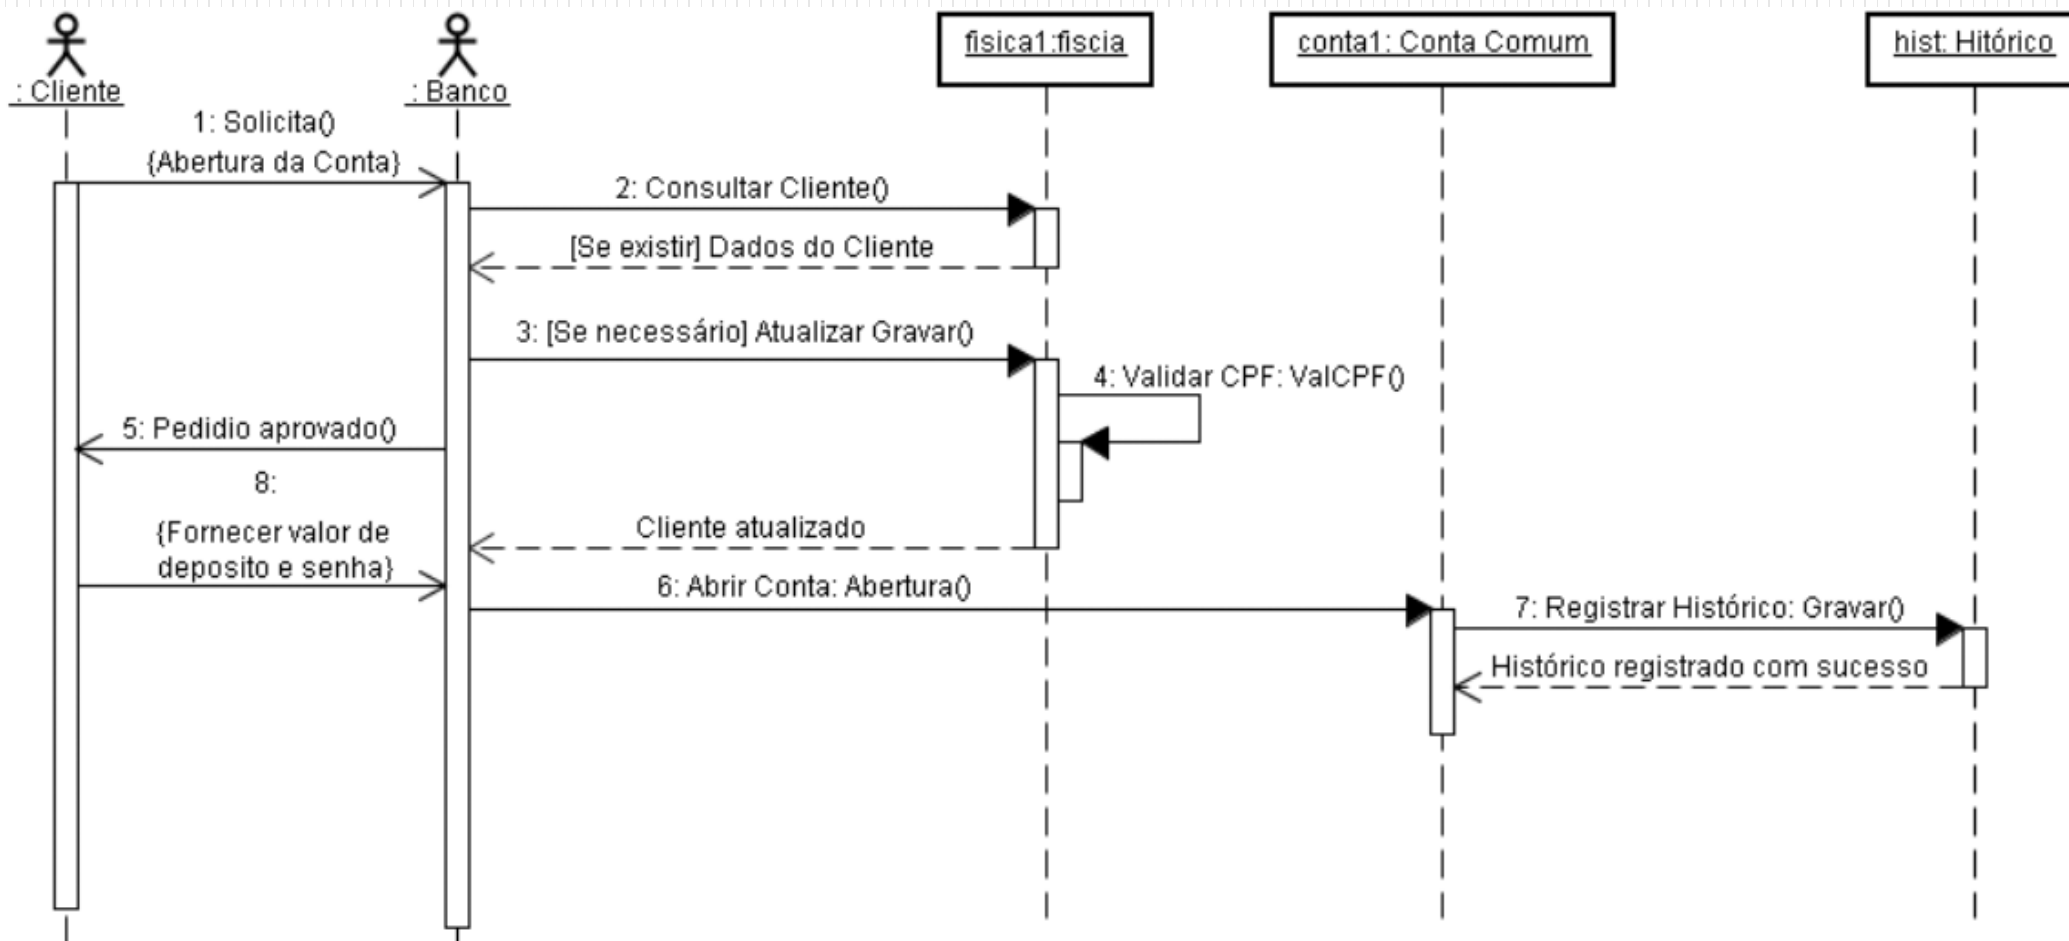 : Cliente
: Banco
fisica1:fiscia
conta1: Conta Comum
hist: Hitórico
1: Solicita()
{Abertura da Conta}
2: Consultar Cliente()
[Se existir] Dados do Cliente
3: [Se necessário] Atualizar Gravar()
4: Validar CPF: ValCPF()
5: Pedidio aprovado()
8:
{Fornecer valor de
deposito e senha}
Cliente atualizado
6: Abrir Conta: Abertura()
7: Registrar Histórico: Gravar()
Histórico registrado com sucesso